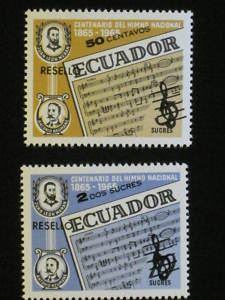 CENTENARIO DEL HIMNO NACIONAL
1865-1965
50 CENTAVOS
RESELLO
ECUADOR
SUCRES
CENTENARIO DEL HIMNO NACIONAL
1865-1965
2 DOS SUCRES
RESELLO
ECUADOR
SUCRES